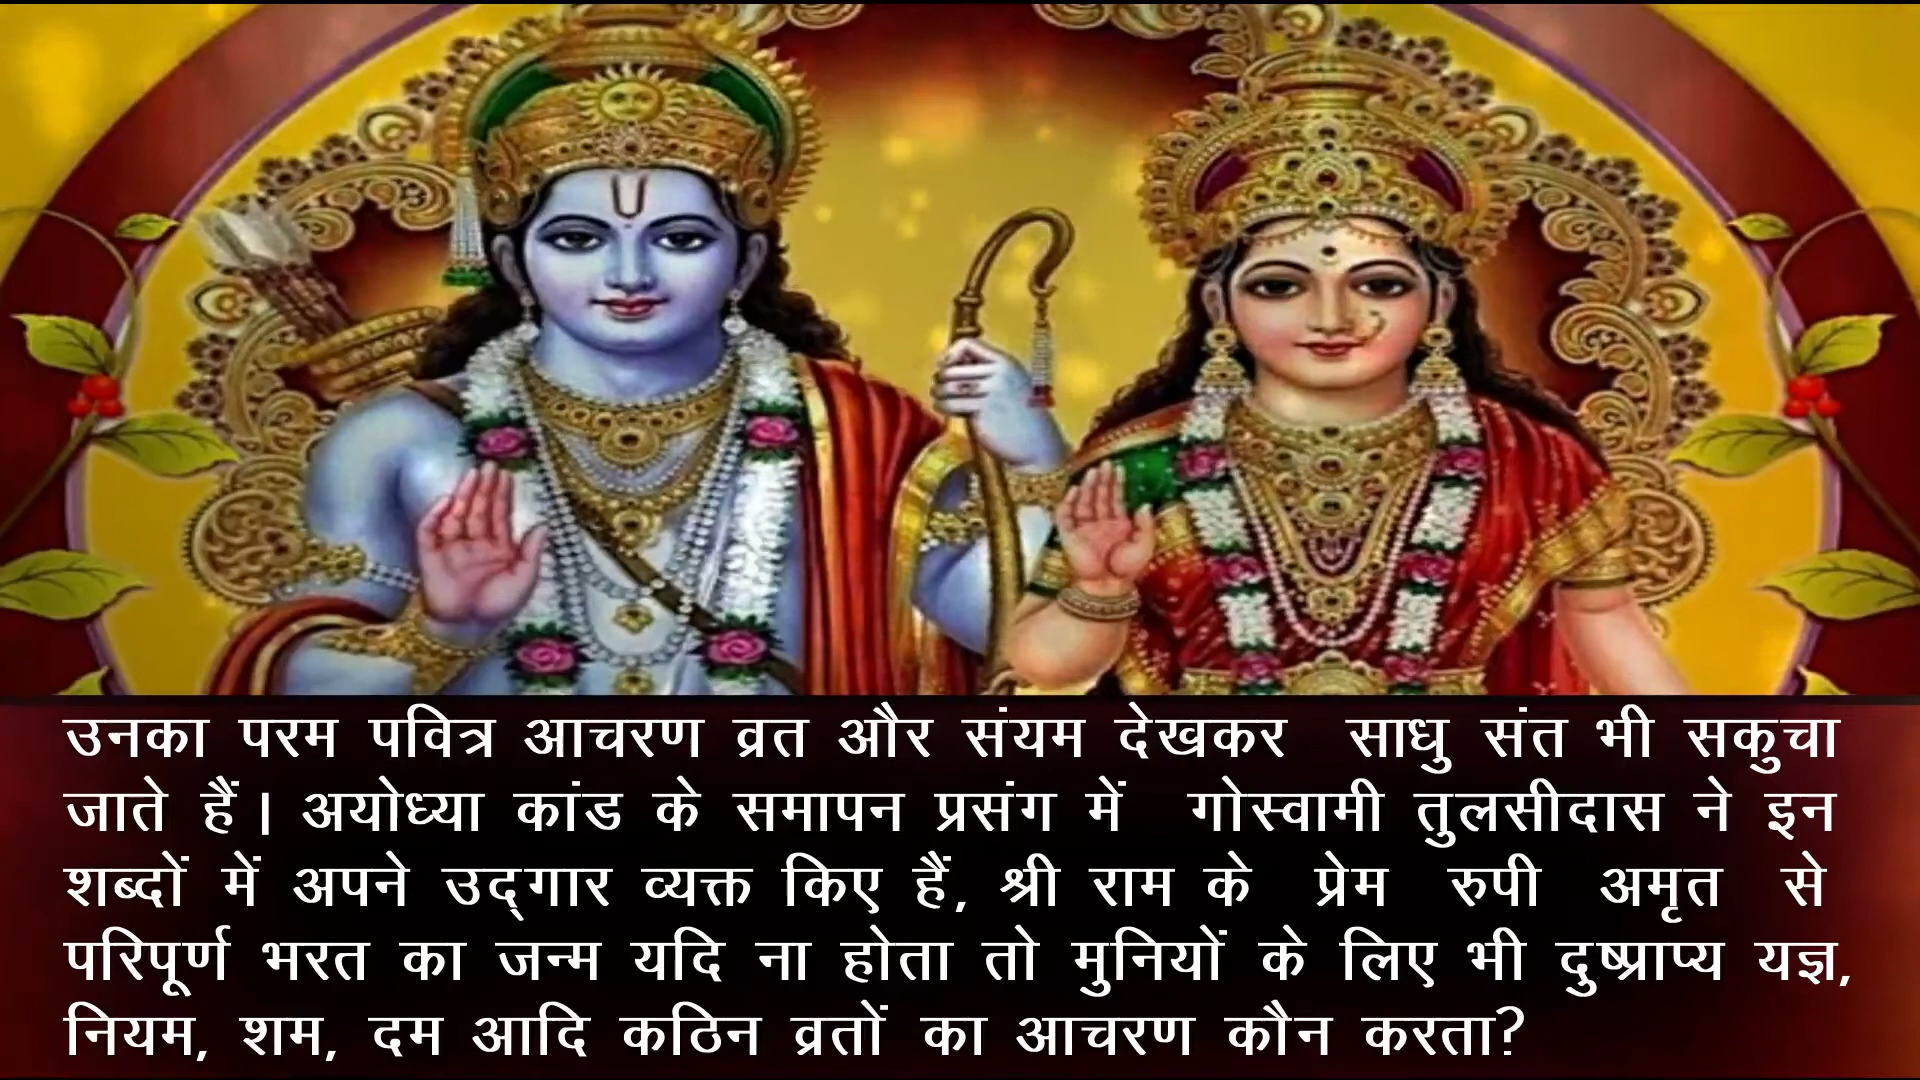 उनका परम पवित्र आचरण व्रत और संयम देखकर साधु संत भी सकुचा
जाते हैं। अयोध्या कांड के समापन प्रसंग में गोस्वामी तुलसीदास ने इन
शब्दों में अपने उद्‌गार व्यक्त किए हैं, श्री राम के प्रेम रुपी अमृत से
परिपूर्ण भरत का जन्म यदि ना होता तो मुनियों के लिए भी दुष्प्राप्य यज्ञ,
नियम, शम, दम आदि कठिन व्रतों का आचरण कौन करता?